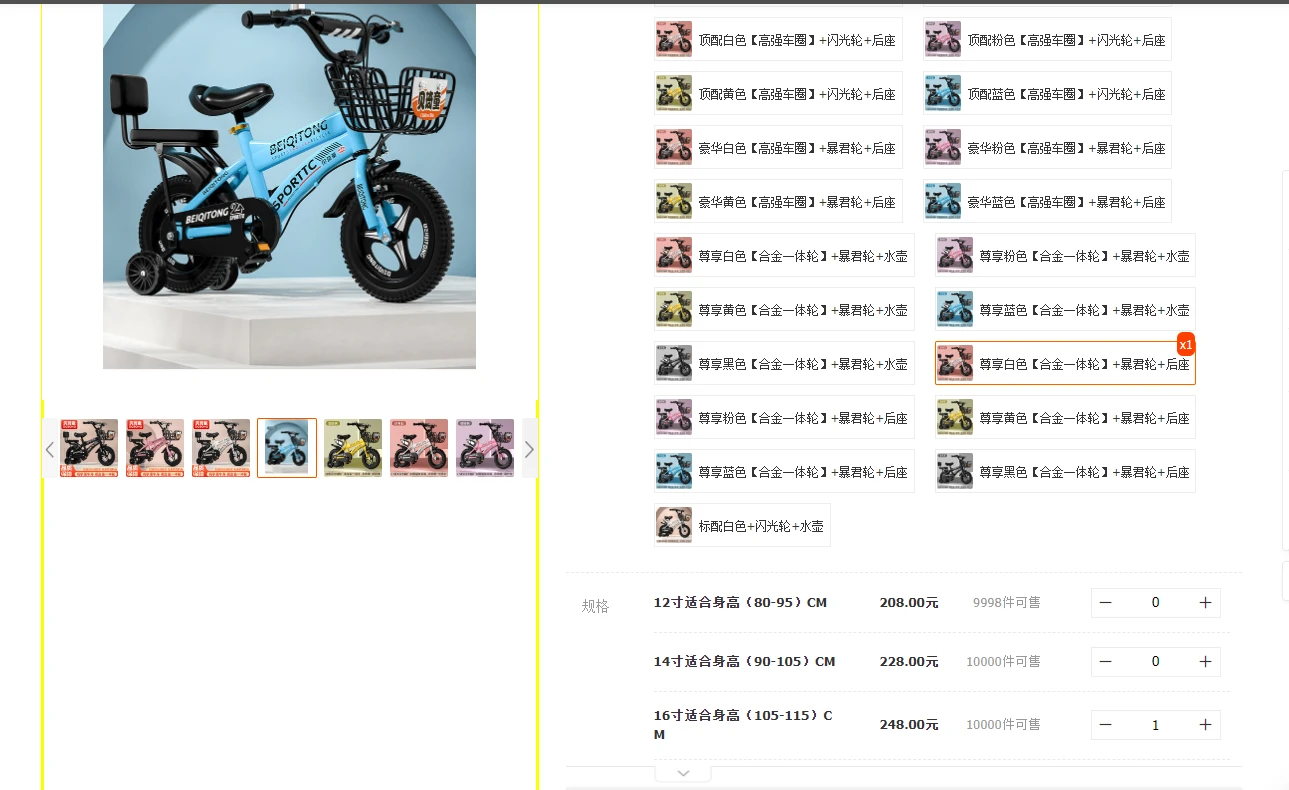 贝简童
BEIQITONG
SPORTTC
BEIQITONG 24
BEIQITONG
顶配白色【高强车圈】+闪光轮+后座
顶配粉色【高强车圈】+闪光轮+后座
顶配黄色【高强车圈】+闪光轮+后座
顶配蓝色【高强车圈】+闪光轮+后座
豪华白色【高强车圈】+暴君轮+后座
豪华粉色【高强车圈】+暴君轮+后座
豪华黄色【高强车圈】+暴君轮+后座
豪华蓝色【高强车圈】+暴君轮+后座
尊享白色【合金一体轮】+暴君轮+水壶
尊享粉色【合金一体轮】+暴君轮+水壶
尊享黄色【合金一体轮】+暴君轮+水壶
尊享蓝色【合金一体轮】+暴君轮+水壶
尊享黑色【合金一体轮】+暴君轮+水壶
x1
尊享白色【合金一体轮】+暴君轮+后座
尊享粉色【合金一体轮】+暴君轮+后座
尊享黄色【合金一体轮】+暴君轮+后座
尊享蓝色【合金一体轮】+暴君轮+后座
尊享黑色【合金一体轮】+暴君轮+后座
标配白色+闪光轮+水壶
规格
12寸适合身高（80-95）CM 208.00元 9998件可售 0
14寸适合身高（90-105）CM 228.00元 10000件可售 0
16寸适合身高（105-115）C
M
248.00元 10000件可售 1